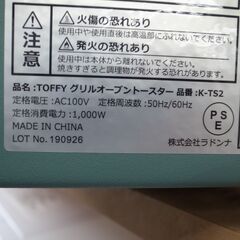 注意
火傷の恐れあり
使用中や使用直後は高温部にふれないでください。
発火の恐れあり
使用中は本体から離れないでください。
焼きすぎると調理物が発火する恐れあり。
品名:TOFFY グリルオーブントースター 品番:K-TS2
定格電圧:AC100V 定格周波数:50Hz/60Hz
定格消費電力:1,000W
MADE IN CHINA
LOT No. 190926
PSE
株式会社ラドンナ